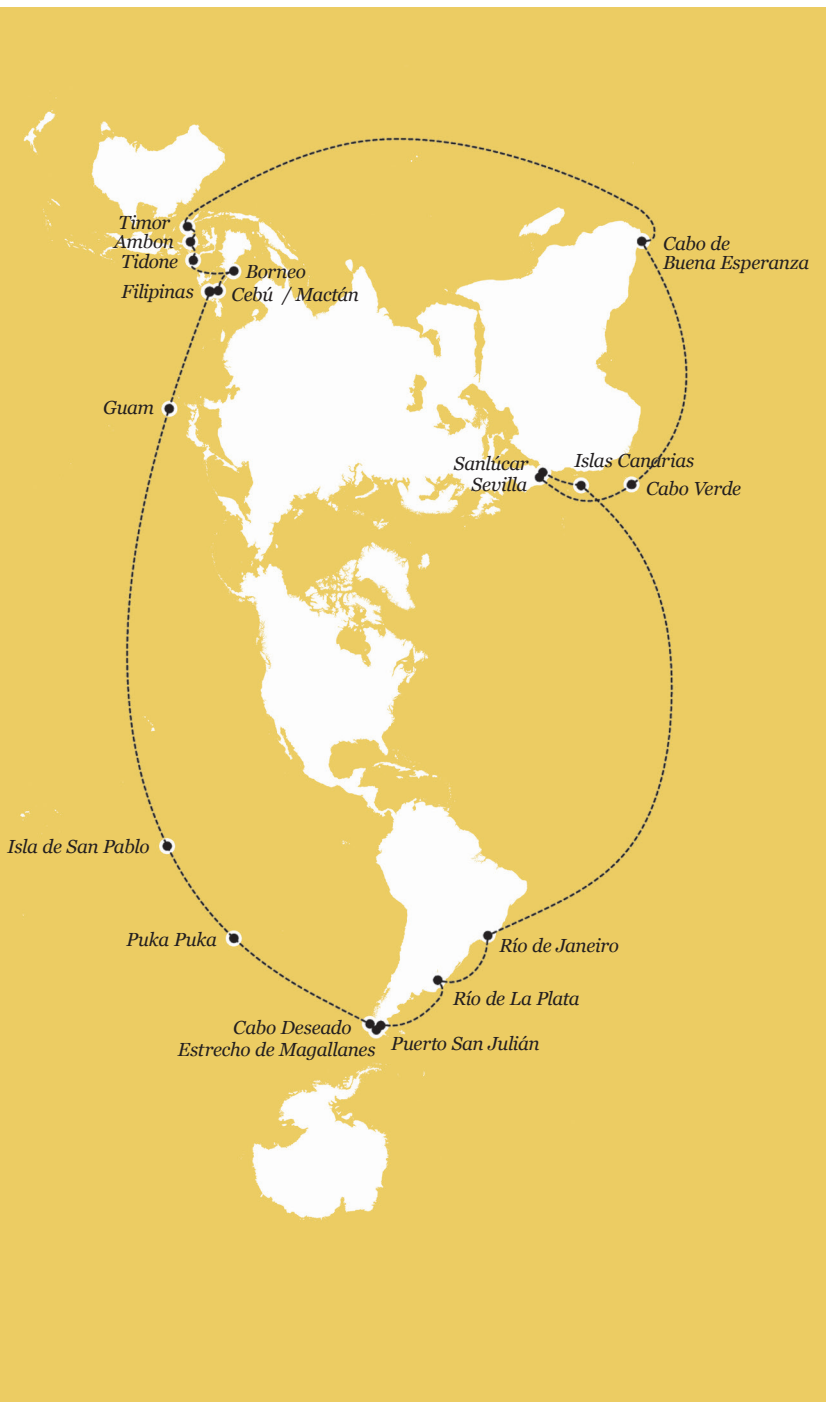 Timor
Ambon
Tidone
Borneo
Filipinas
Cebú / Mactán
Cabo de
Buena Esperanza
Guam
Sanlúcar
Sevilla
Islas Canarias
Cabo Verde
Isla de San Pablo
Puka Puka
Río de Janeiro
Río de La Plata
Cabo Deseado
Estrecho de Magallanes
Puerto San Julián